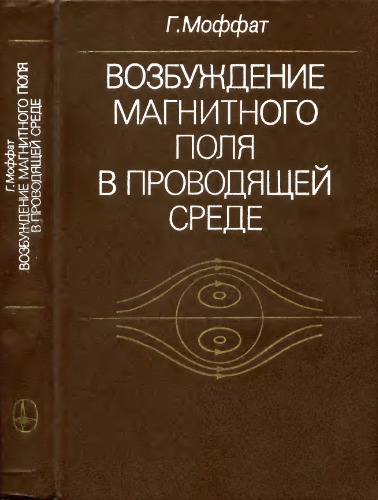 Г. Моффат
ВОЗБУЖДЕНИЕ
МАГНИТНОГО
ПОЛЯ
В ПРОВОДЯЩЕЙ
СРЕДЕ
Г. Моффат
ВОЗБУЖДЕНИЕ МАГНИТНОГО ПОЛЯ
В ПРОВОДЯЩЕЙ СРЕДЕ